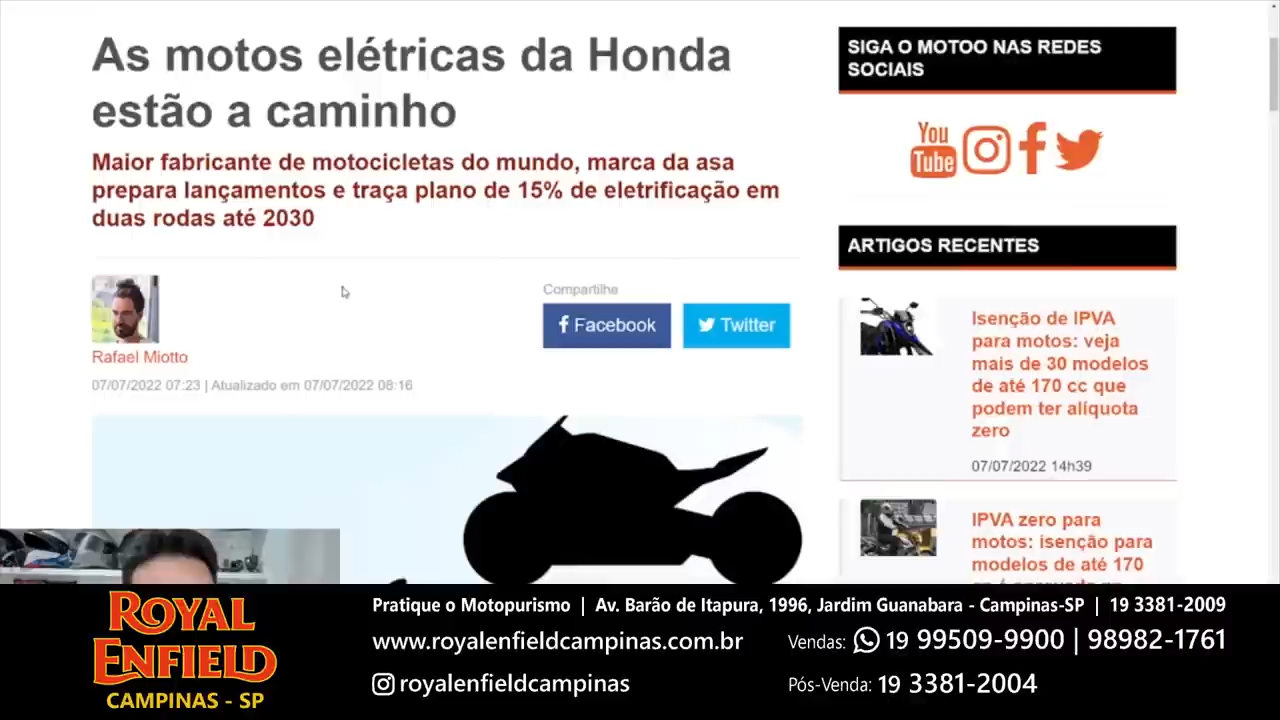 As motos elétricas da Honda
estão a caminho
Maior fabricante de motocicletas do mundo, marca da asa
prepara lançamentos e traça plano de 15% de eletrificação em
duas rodas até 2030
Rafael Miotto
07/07/2022 07:23 | Atualizado em 07/07/2022 08:16
Compartilhe
Facebook
Twitter
SIGA O MOTOO NAS REDES
SOCIAIS
You
Tube
ARTIGOS RECENTES
Isenção de IPVA
para motos: veja
mais de 30 modelos
de até 170 cc que
podem ter alíquota
zero
07/07/2022 14h39
IPVA zero para
motos: isenção para
modelos de até 170
ROYAL
ENFIELD
CAMPINAS - SP
Pratique o Motopurismo | Av. Barão de Itapura, 1996, Jardim Guanabara - Campinas-SP | 19 3381-2009
www.royalenfieldcampinas.com.br
Vendas: 19 99509-9900 | 98982-1761
royalenfieldcampinas
Pós-Venda: 19 3381-2004